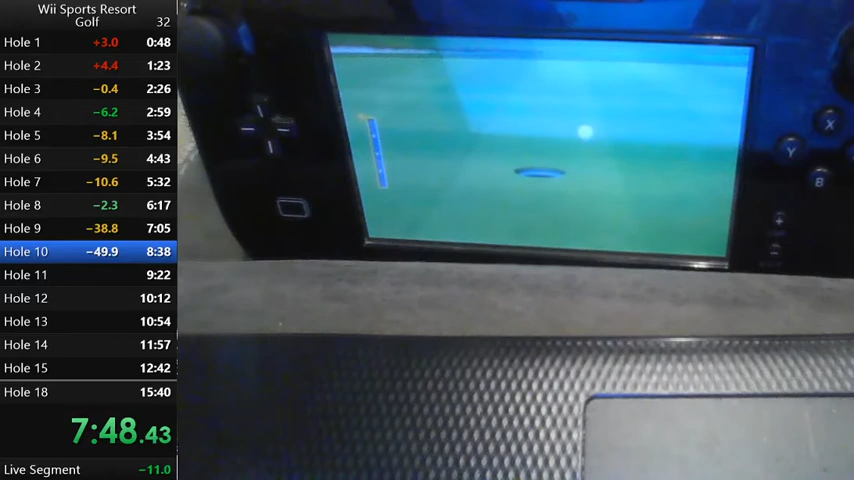 Wii Sports Resort
Golf 32
Hole 1 +3.0 0:48
Hole 2 +4.4 1:23
Hole 3 −0.4 2:26
Hole 4 −6.2 2:59
Hole 5 −8.1 3:54
Hole 6 −9.5 4:43
Hole 7 −10.6 5:32
Hole 8 −2.3 6:17
Hole 9 −38.8 7:05
Hole 10 −49.9 8:38
Hole 11 9:22
Hole 12 10:12
Hole 13 10:54
Hole 14 11:57
Hole 15 12:42
Hole 18 15:40
7:48.43
Live Segment −11.0
X
Y
B